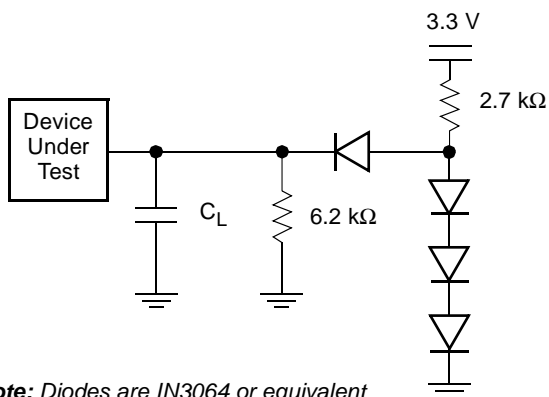 3.3 V
2.7 kΩ
Device
Under
Test
C_L
6.2 kΩ
ote: Diodes are IN3064 or equivalent